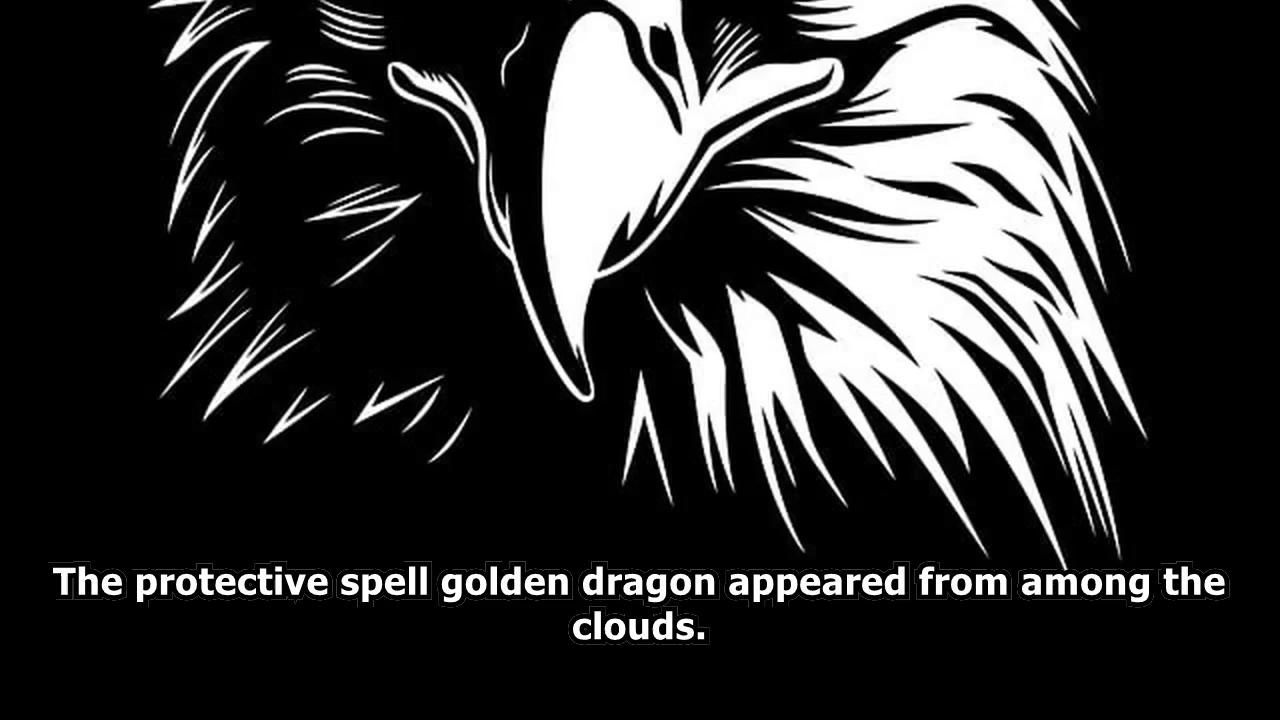 The protective spell golden dragon appeared from among the
clouds.